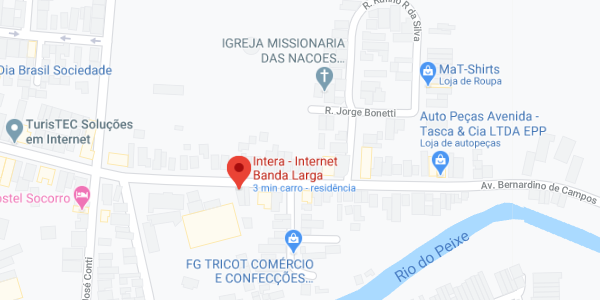 R. Rufino R da Silva
IGREJA MISSIONARIA
DAS NACOES...
Dia Brasil Sociedade
MaT-Shirts
Loja de Roupa
R. Jorge Bonetti
Auto Peças Avenida -
Tasca & Cia LTDA EPP
Loja de autopeças
TurisTEC Soluções
em Internet
Intera - Internet
Banda Larga
3 min carro - residência
Av. Bernardino de Campos
ostel Socorro
Rio do Peixe
FG TRICOT COMÉRCIO
E CONFECÇÕES...
José Conti